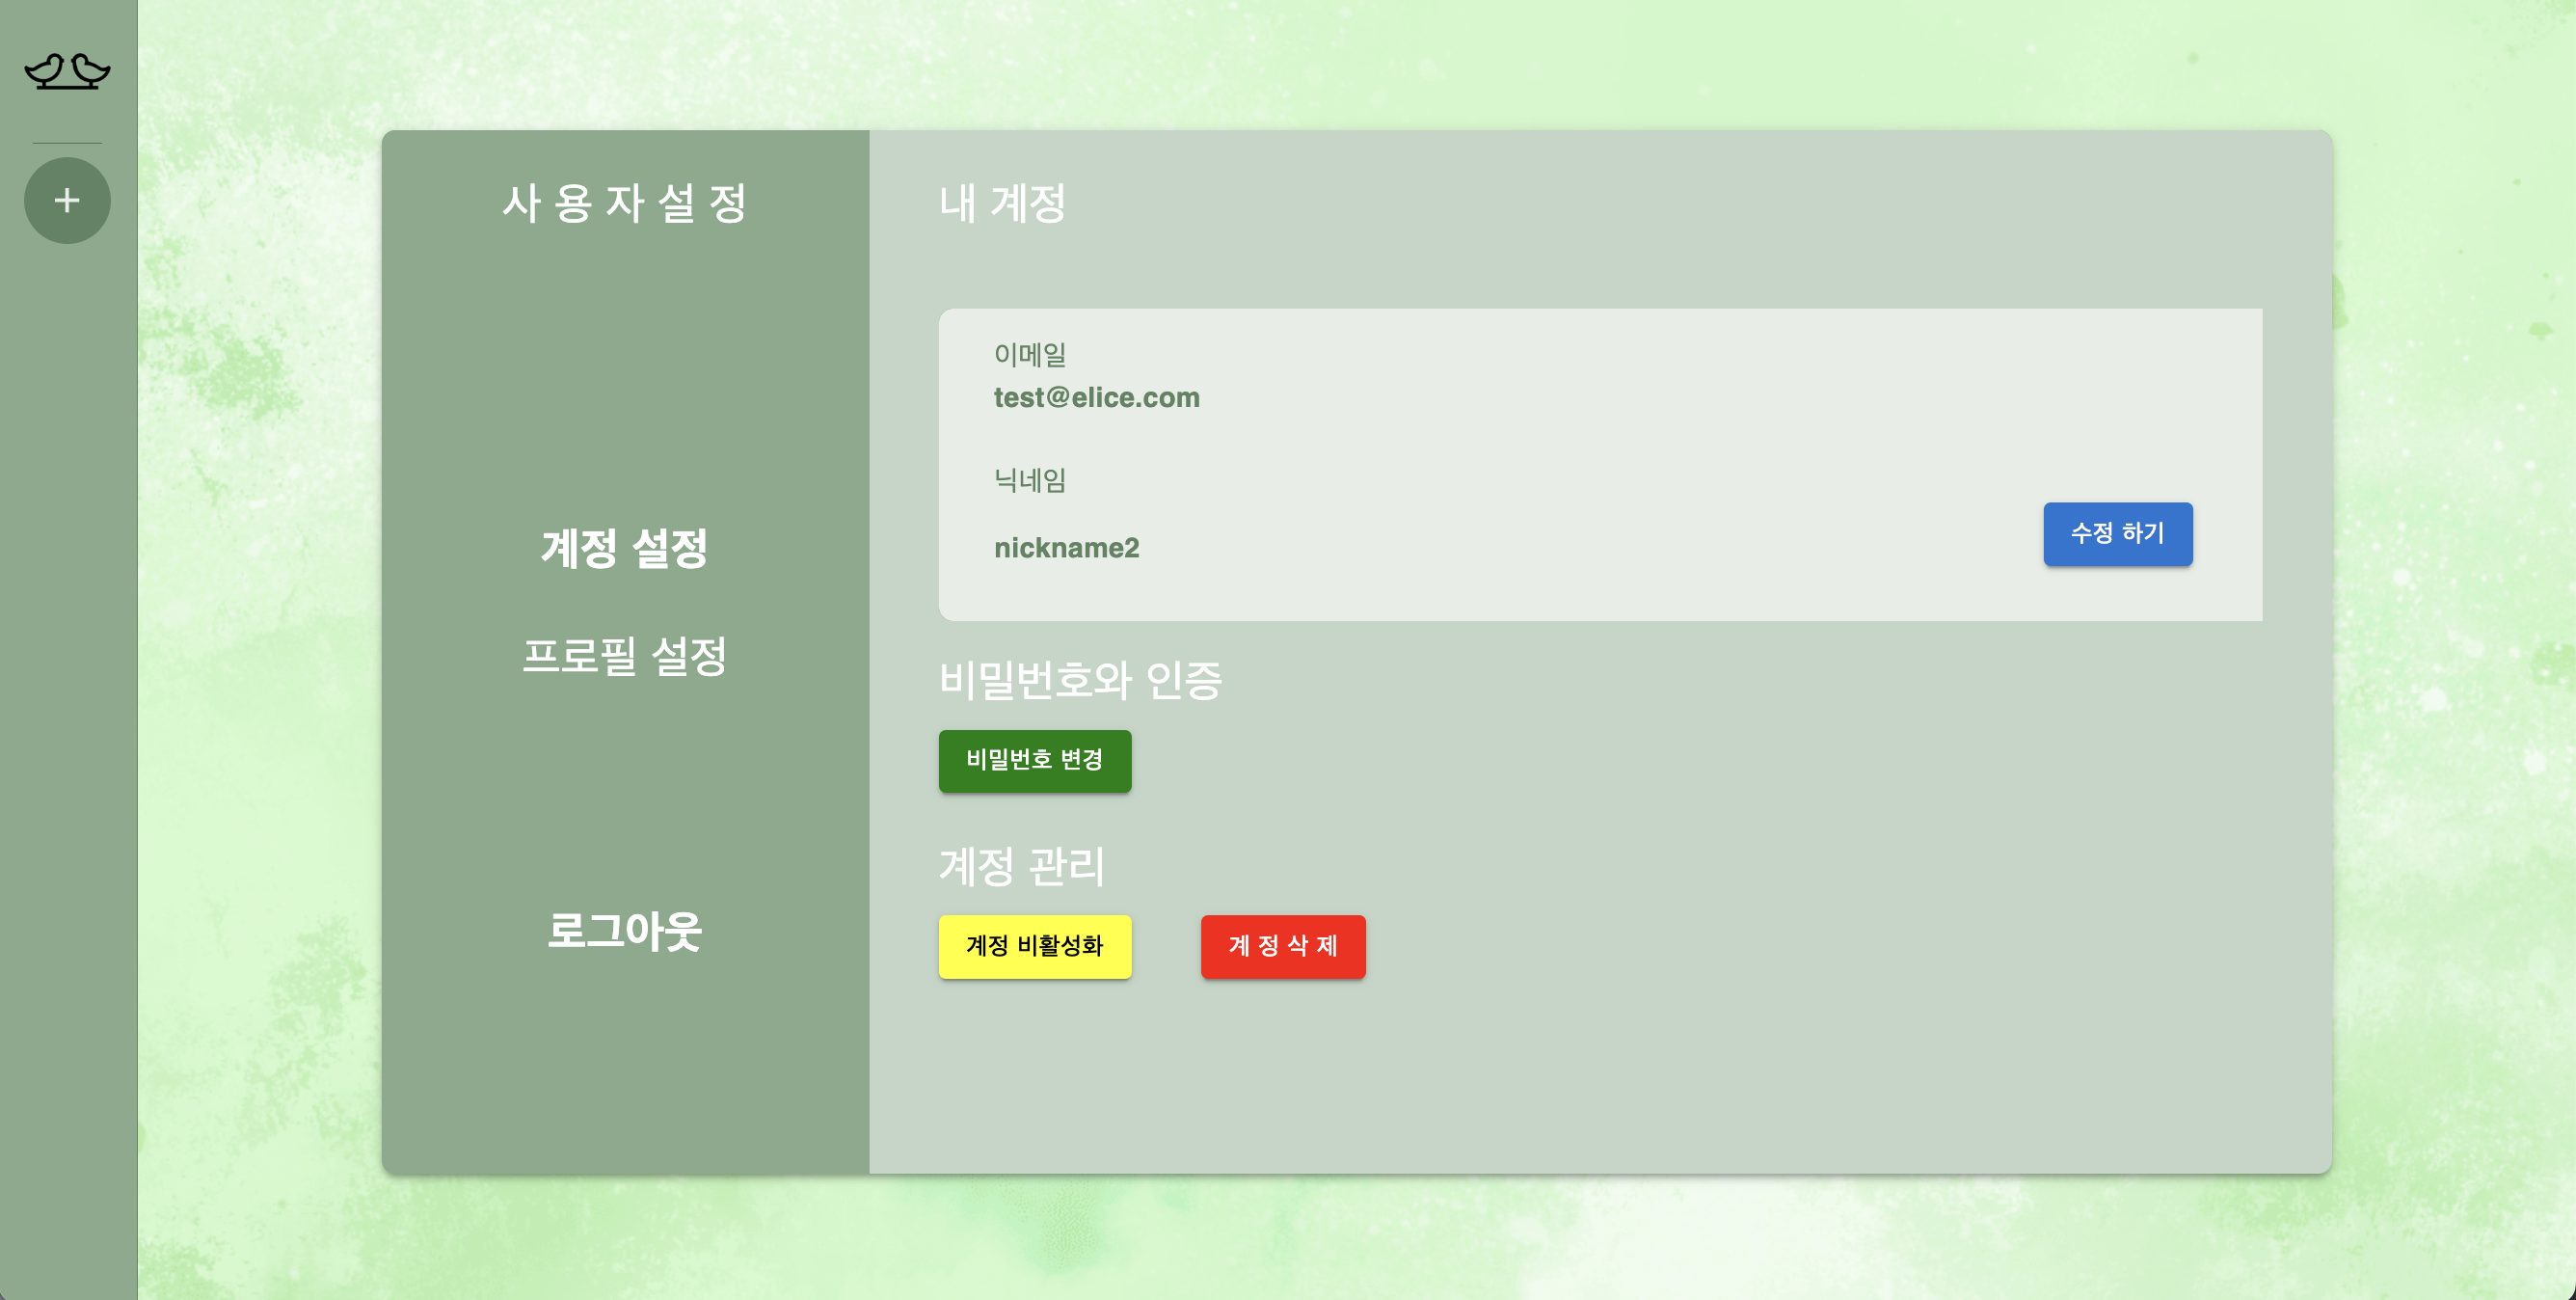 사 용 자 설 정
계정 설정
프로필 설정
로그아웃
내 계정
이메일
test@elice.com
닉네임
nickname2
수정 하기
비밀번호와 인증
비밀번호 변경
계정 관리
계정 비활성화
계 정 삭 제